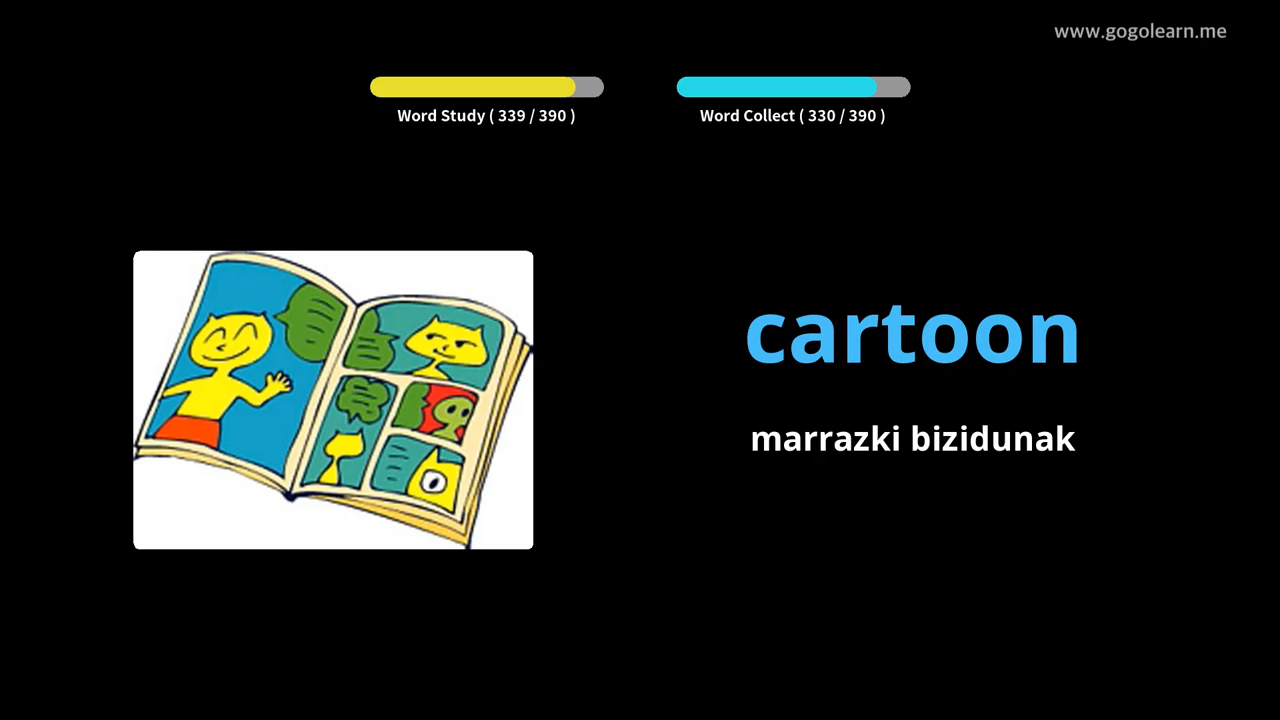 www.gogolearn.me
Word Study ( 339 / 390 )
Word Collect ( 330 / 390 )
cartoon
marrazki bizidunak